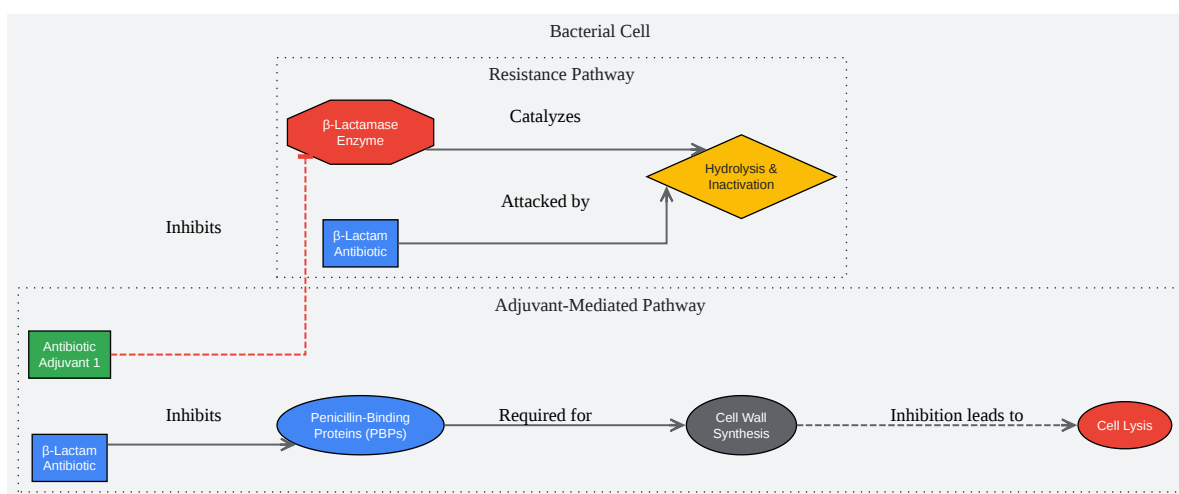 Bacterial Cell
Resistance Pathway
β-Lactamase
Enzyme
Catalyzes
Hydrolysis &
Inactivation
Attacked by
Inhibits
β-Lactam
Antibiotic
Adjuvant-Mediated Pathway
Antibiotic
Adjuvant 1
Inhibits
Penicillin-Binding
Proteins (PBPs)
Required for
Cell Wall
Synthesis
Inhibition leads to
Cell Lysis
β-Lactam
Antibiotic